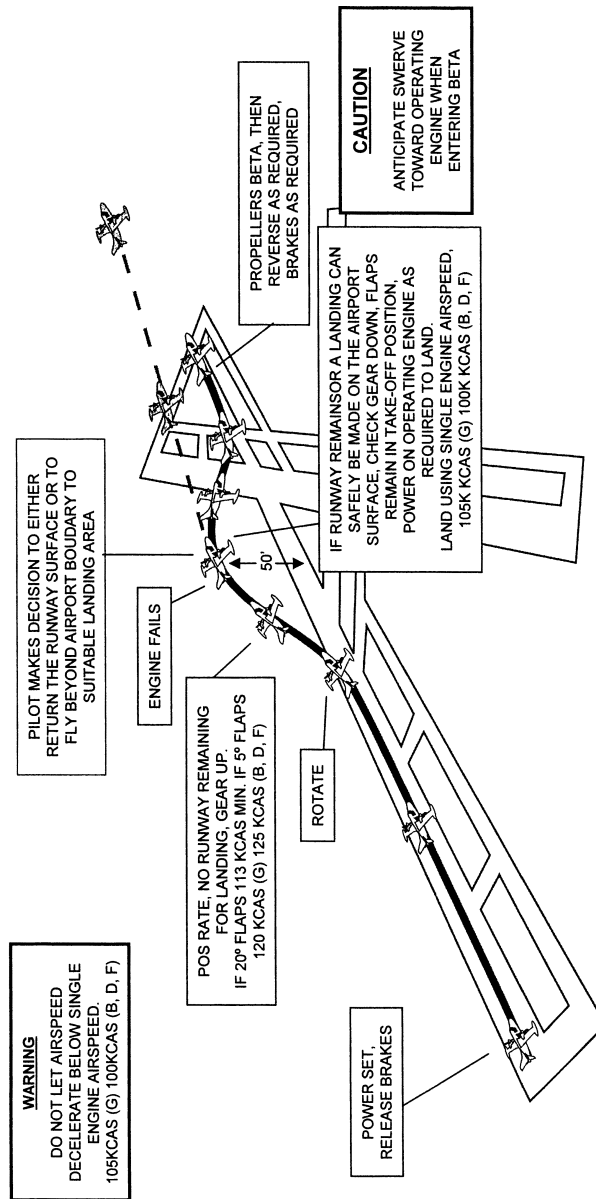 WARNING
DO NOT LET AIRSPEED
DECELERATE BELOW SINGLE
ENGINE AIRSPEED.
105KCAS (G) 100KCAS (B, D, F)
PILOT MAKES DECISION TO EITHER
RETURN THE RUNWAY SURFACE OR TO
FLY BEYOND AIRPORT BOUDARY TO
SUITABLE LANDING AREA
ENGINE FAILS
POS RATE, NO RUNWAY REMAINING
FOR LANDING, GEAR UP.
IF 20º FLAPS 113 KCAS MIN. IF 5º FLAPS
120 KCAS (G) 125 KCAS (B, D, F)
ROTATE
POWER SET,
RELEASE BRAKES
50'
PROPELLERS BETA, THEN
REVERSE AS REQUIRED,
BRAKES AS REQUIRED
IF RUNWAY REMAINSOR A LANDING CAN
SAFELY BE MADE ON THE AIRPORT
SURFACE, CHECK GEAR DOWN, FLAPS
REMAIN IN TAKE-OFF POSITION,
POWER ON OPERATING ENGINE AS
REQUIRED TO LAND.
LAND USING SINGLE ENGINE AIRSPEED,
105K KCAS (G) 100K KCAS (B, D, F)
CAUTION
ANTICIPATE SWERVE
TOWARD OPERATING
ENGINE WHEN
ENTERING BETA